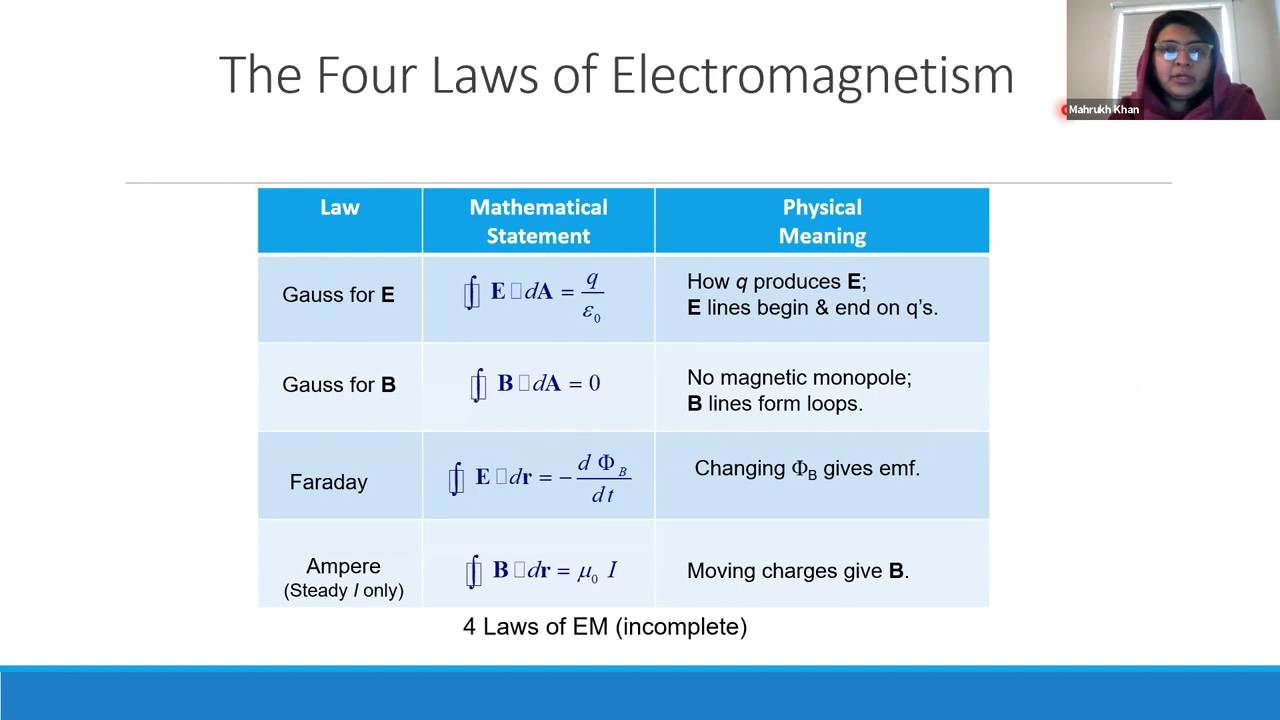 The Four Laws of Electromagnetism
Mahrukh Khan
Law
Mathematical
Statement
Physical
Meaning
Gauss for E
∯ E □ dA = q / ε₀
How q produces E;
E lines begin & end on q's.
Gauss for B
∯ B □ dA = 0
No magnetic monopole;
B lines form loops.
Faraday
∯ E □ dr = − d Φ_B / dt
Changing Φ_B gives emf.
Ampere
(Steady I only)
∯ B □ dr = μ₀ I
Moving charges give B.
4 Laws of EM (incomplete)